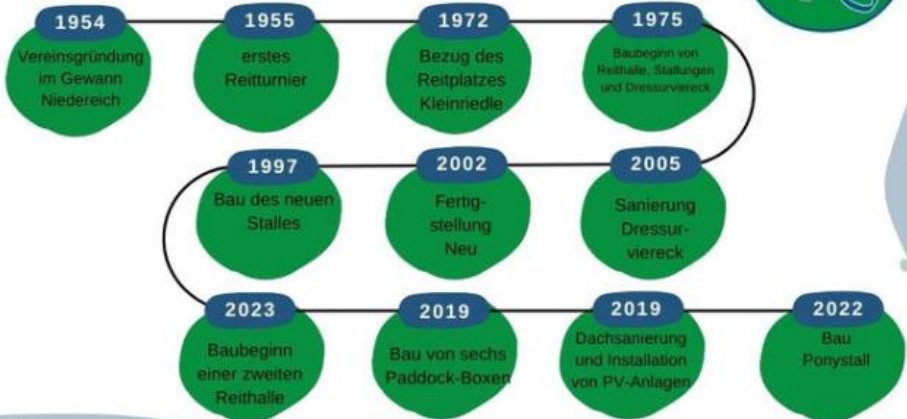 1954
Vereinsgründung
im Gewann
Niedereich
1955
erstes
Reitturnier
1972
Bezug des
Reitplatzes
Kleinriedle
1975
Baubeginn von
Reithalle, Stallungen
und Dressurviereck
1997
Bau des neuen
Stalles
2002
Fertig-
stellung
Neu
2005
Sanierung
Dressur-
viereck
2023
Baubeginn
einer zweiten
Reithalle
2019
Bau von sechs
Paddock-Boxen
2019
Dachsanierung
und Installation
von PV-Anlagen
2022
Bau
Ponystall